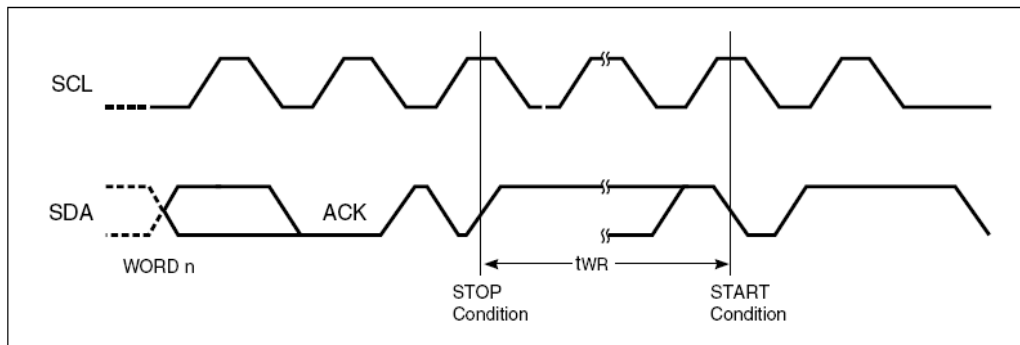 SCL
SDA
ACK
WORD n
tWR
STOP
Condition
START
Condition